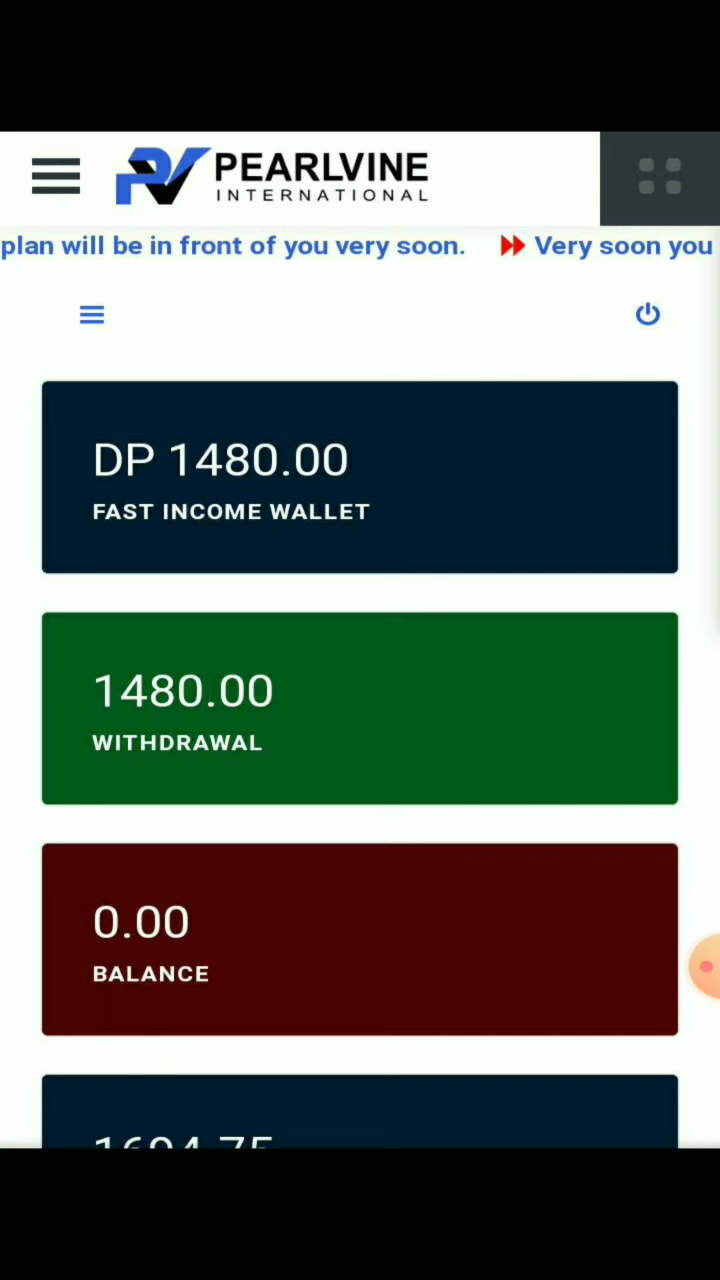 PEARLVINE
INTERNATIONAL
plan will be in front of you very soon. Very soon you
DP 1480.00
FAST INCOME WALLET
1480.00
WITHDRAWAL
0.00
BALANCE